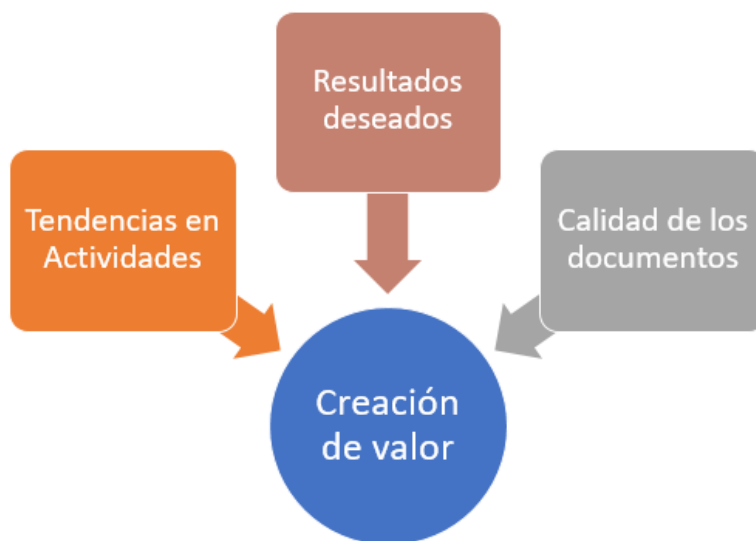 Resultados
deseados
Tendencias en
Actividades
Calidad de los
documentos
Creación
de valor